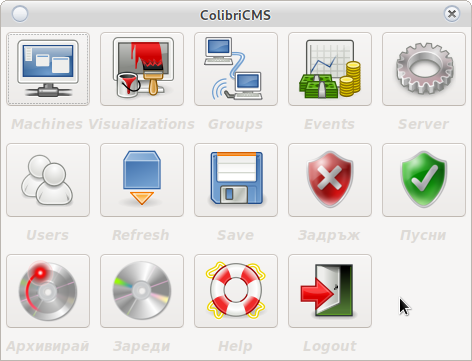 ColibriCMS
Machines Visualizations Groups Events Server
Users Refresh Save Задръж Пусни
Архивирай Зареди Help Logout